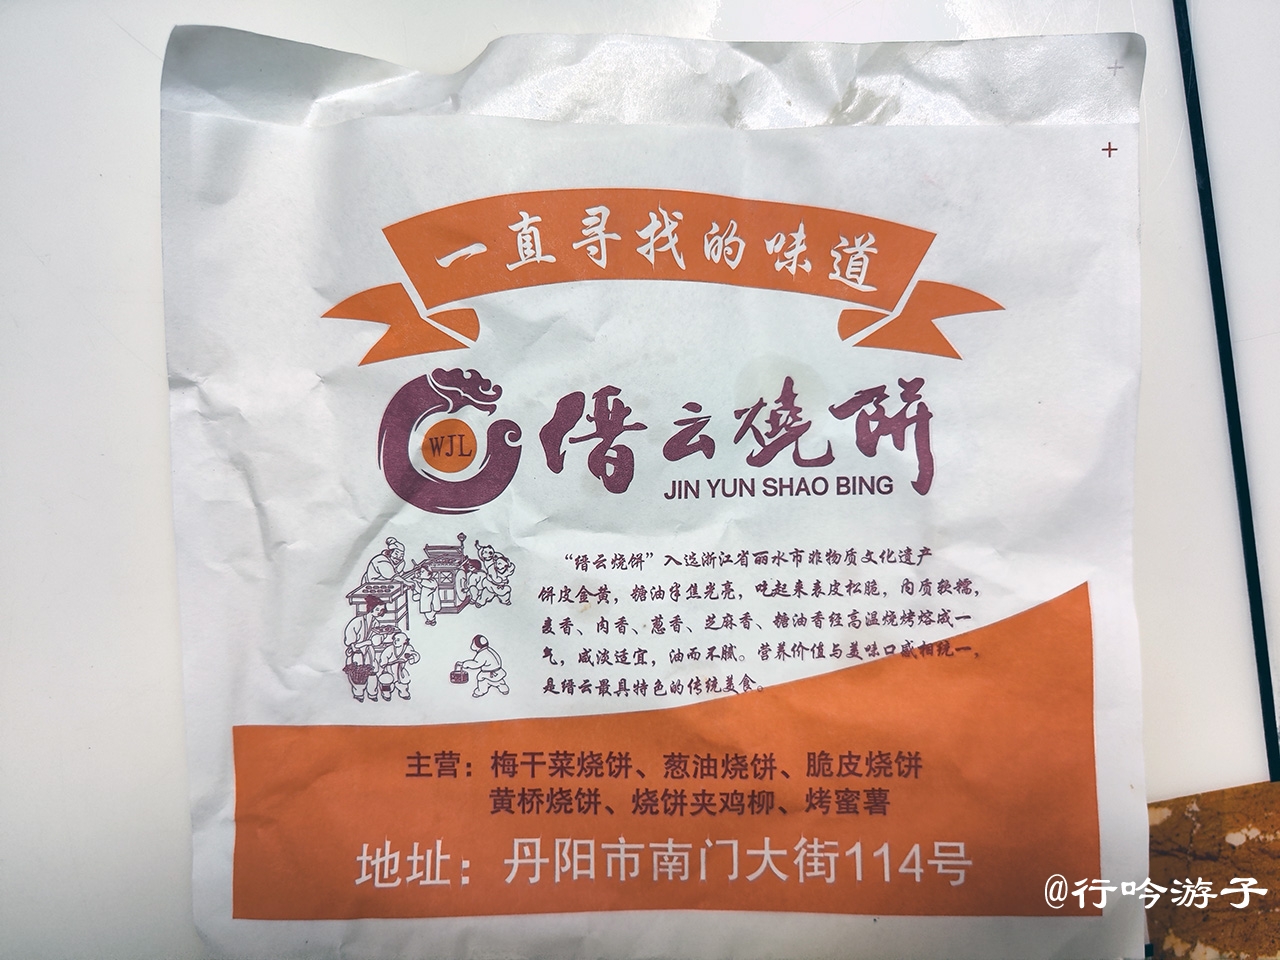 一直寻找的味道
WJL
缙云燒餅
JIN YUN SHAO BING
“缙云烧饼”入选浙江省丽水市非物质文化遗产
饼皮金黄，糖油半焦光亮，吃起来表皮松脆，内质软糯，
麦香、肉香、葱香、芝麻香、糖油香经高温烧烤熔成一
气，咸淡适宜，油而不腻。营养价值与美味口感相统一，
是缙云最具特色的传统美食。
主营：梅干菜烧饼、葱油烧饼、脆皮烧饼
黄桥烧饼、烧饼夹鸡柳、烤蜜薯
地址：丹阳市南门大街114号
@行吟游子